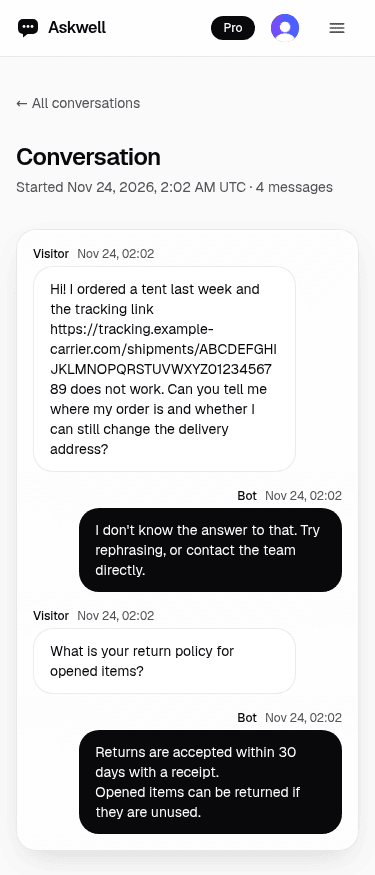 Askwell
Pro
← All conversations
Conversation
Started Nov 24, 2026, 2:02 AM UTC · 4 messages
Visitor Nov 24, 02:02
Hi! I ordered a tent last week and
the tracking link
https://tracking.example-
carrier.com/shipments/ABCDEFGHI
JKLMNOPQRSTUVWXYZ01234567
89 does not work. Can you tell me
where my order is and whether I
can still change the delivery
address?
Bot Nov 24, 02:02
I don't know the answer to that. Try
rephrasing, or contact the team
directly.
Visitor Nov 24, 02:02
What is your return policy for
opened items?
Bot Nov 24, 02:02
Returns are accepted within 30
days with a receipt.
Opened items can be returned if
they are unused.